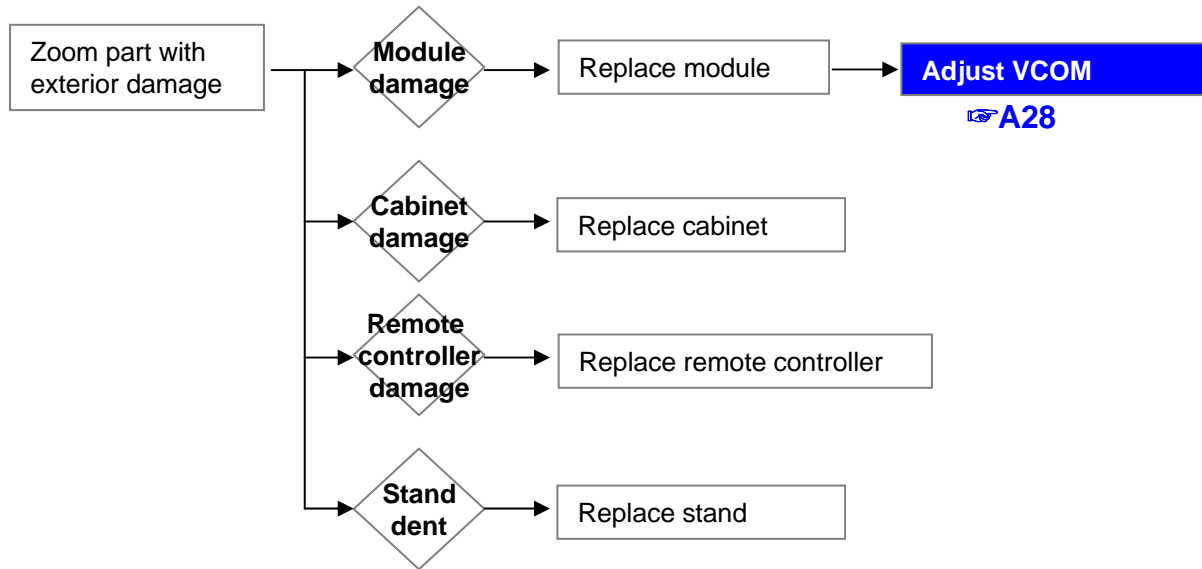 Zoom part with
exterior damage
Module
damage
Replace module
Adjust VCOM
☞A28
Cabinet
damage
Replace cabinet
Remote
controller
damage
Replace remote controller
Stand
dent
Replace stand